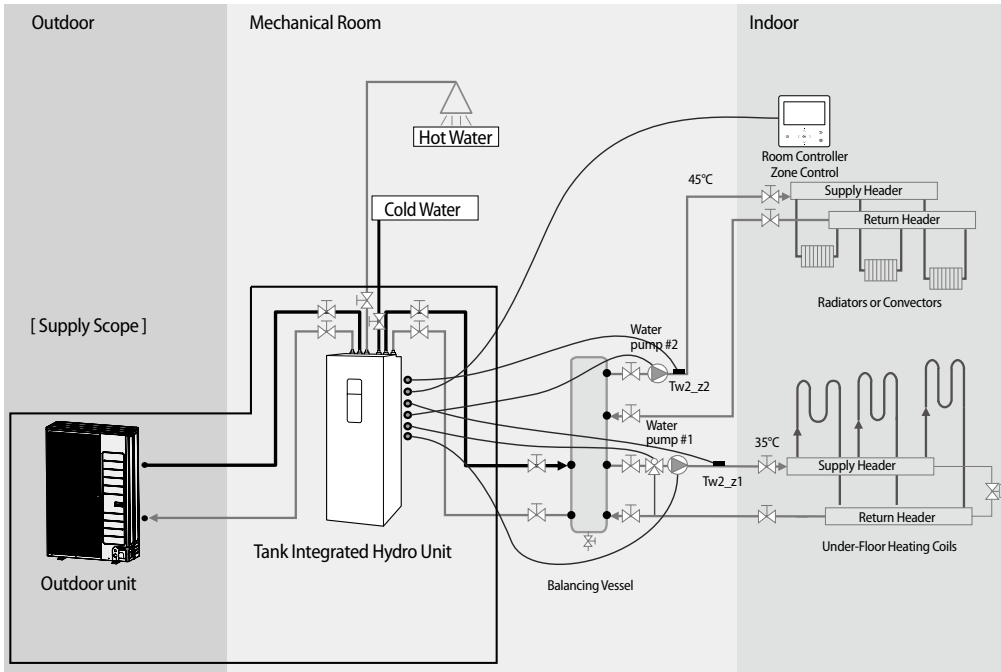 Outdoor
Mechanical Room
Indoor
Hot Water
Room Controller
Zone Control
45°C
Supply Header
Cold Water
Return Header
Radiators or Convectors
[ Supply Scope ]
Water
pump #2
Tw2_z2
Water
pump #1
35°C
Supply Header
Tw2_z1
Return Header
Tank Integrated Hydro Unit
Under-Floor Heating Coils
Outdoor unit
Balancing Vessel